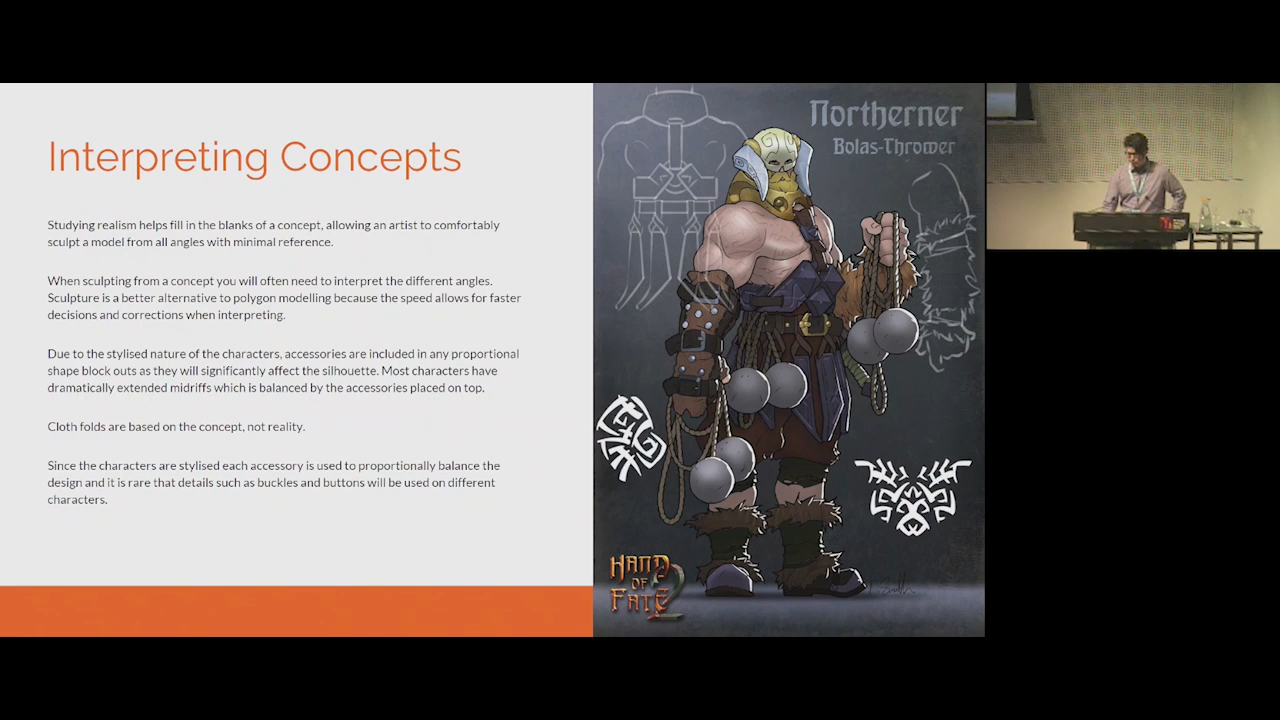 Interpreting Concepts
Studying realism helps fill in the blanks of a concept, allowing an artist to comfortably
sculpt a model from all angles with minimal reference.
When sculpting from a concept you will often need to interpret the different angles.
Sculpture is a better alternative to polygon modelling because the speed allows for faster
decisions and corrections when interpreting.
Due to the stylised nature of the characters, accessories are included in any proportional
shape block outs as they will significantly affect the silhouette. Most characters have
dramatically extended midriffs which is balanced by the accessories placed on top.
Cloth folds are based on the concept, not reality.
Since the characters are stylised each accessory is used to proportionally balance the
design and it is rare that details such as buckles and buttons will be used on different
characters.
Northerner
Bolas-Thrower
HAND
OF
FATE 2